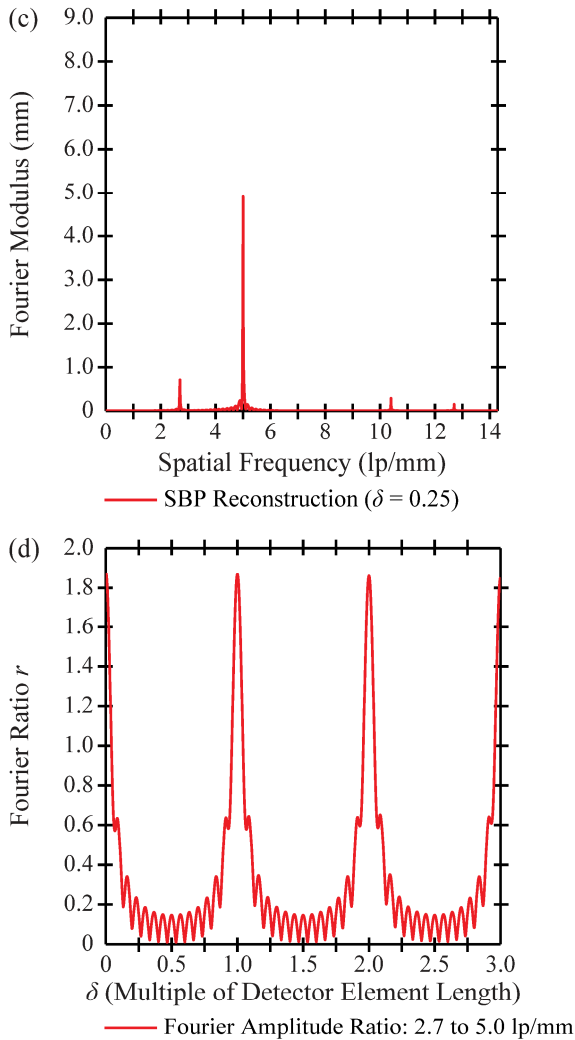 (c)
Fourier Modulus (mm)
9.0
8.0
7.0
6.0
5.0
4.0
3.0
2.0
1.0
0
0 2 4 6 8 10 12 14
Spatial Frequency (lp/mm)
SBP Reconstruction (δ = 0.25)
(d)
Fourier Ratio r
2.0
1.8
1.6
1.4
1.2
1.0
0.8
0.6
0.4
0.2
0
0 0.5 1.0 1.5 2.0 2.5 3.0
δ (Multiple of Detector Element Length)
Fourier Amplitude Ratio: 2.7 to 5.0 lp/mm